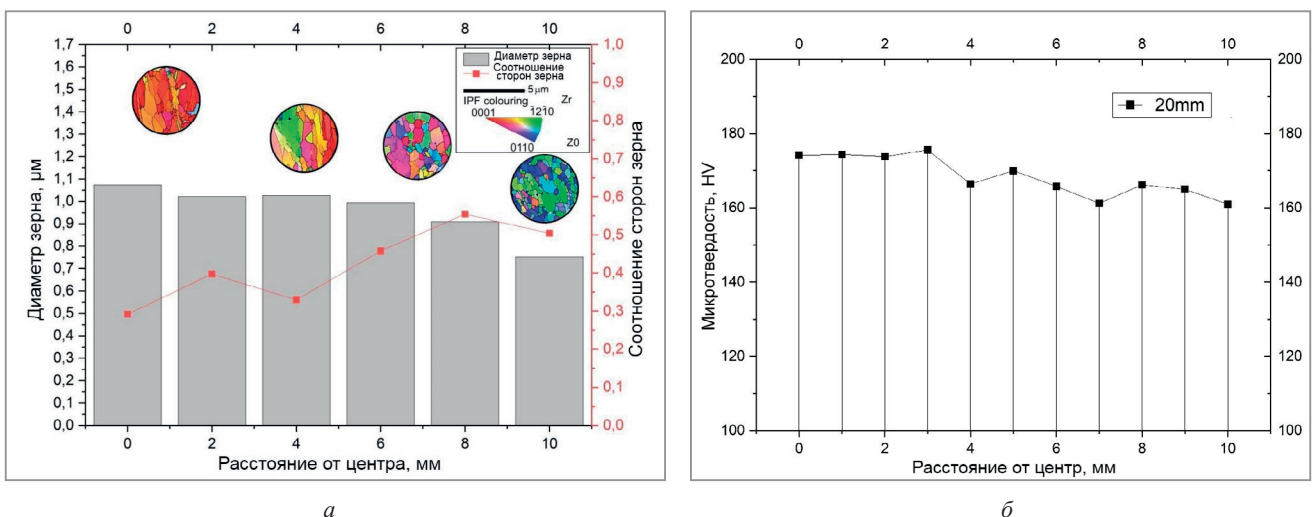 0 2 4 6 8 10
1,7
1,6
1,5
1,4
1,3
1,2
1,1
1,0
0,9
0,8
0,7
0,6
0,5
0,4
0,3
0,2
0,1
0,0
Диаметр зерна, μm
Диаметр зерна
Соотношение
сторон зерна
5 μm
IPF colouring Zr
0001 1210
0110 Z0
1,0
0,9
0,8
0,7
0,6
0,5
0,4
0,3
0,2
0,1
0,0
Соотношение сторон зерна
0 2 4 6 8 10
Расстояние от центра, мм
а
0 2 4 6 8 10
200
180
160
140
120
100
Микротвердость, HV
20mm
200
180
160
140
120
100
0 2 4 6 8 10
Расстояние от центр, мм
б